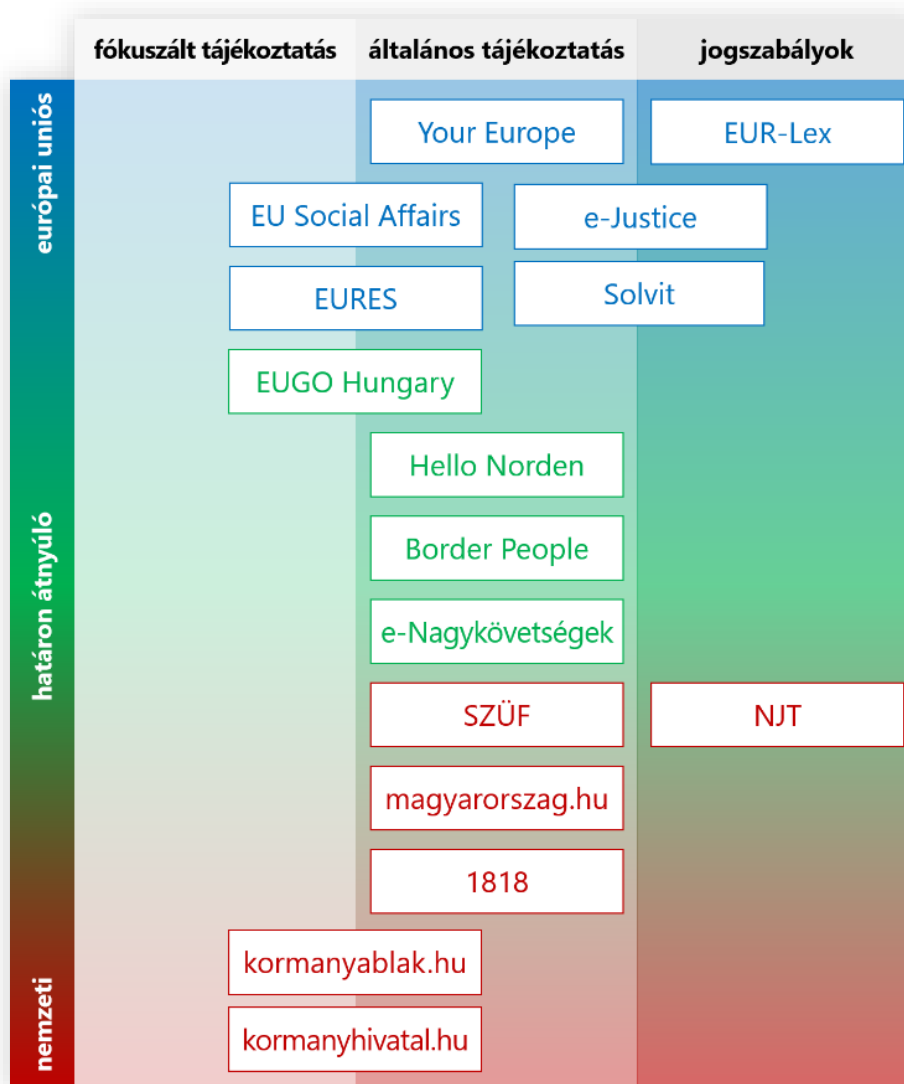 fókuszált tájékoztatás
általános tájékoztatás
jogszabályok
európai uniós
Your Europe
EUR-Lex
EU Social Affairs
e-Justice
EURES
Solvit
EUGO Hungary
határon átnyúló
Hello Norden
Border People
e-Nagykövetségek
SZÜF
NJT
magyarorszag.hu
1818
nemzeti
kormanyablak.hu
kormanyhivatal.hu